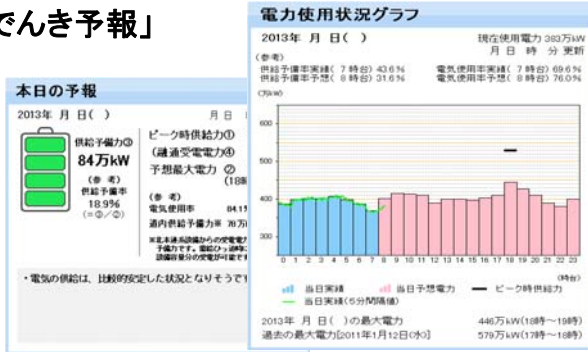 でんき予報」
本日の予報
2013年 月 日( )
月 日
供給予備力③
84万kW
(参 考)
供給予備率
18.9%
(=③/②)
ピーク時供給力①
(融通受電電力④
予想最大電力 ②
(18時
(参 考)
電気使用率 84.1%
道内供給予備力※ 78万
・電気の供給は、比較的安定した状況となりそうです
電力使用状況グラフ
2013年 月 日( )
現在使用電力 383万kW
月 日 時 分 更新
(参考)
供給予備率実績( 7 時台) 43.6%
電気使用率実績( 7 時台) 69.6%
供給予備率予想( 8 時台) 31.6%
電気使用率予想( 8 時台) 76.0%
(万kW)
600
500
400
300
0 1 2 3 4 5 6 7 8 9 10 11 12 13 14 15 16 17 18 19 20 21 22 23
(時台)
当日実績 当日予想電力 ピーク時供給力
当日実績(5分間隔値)
2013年 月 日( )の最大電力 446万kW(18時~19時)
過去の最大電力[2011年1月12日(水)] 579万kW(17時~18時)